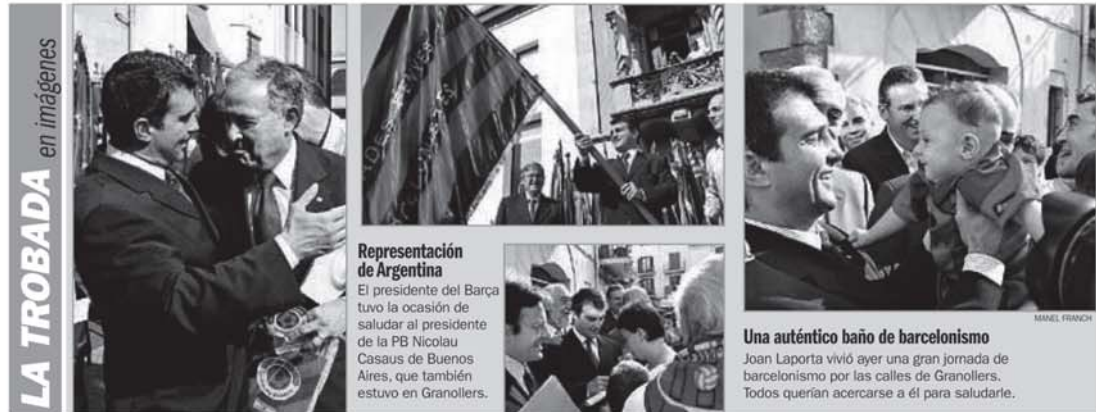 LA TROBADA en imágenes
Representación
de Argentina
El presidente del Barça
tuvo la ocasión de
saludar al presidente
de la PB Nicolau
Casaus de Buenos
Aires, que también
estuvo en Granollers.
MANEL FRANCH
Una auténtico baño de barcelonismo
Joan Laporta vivió ayer una gran jornada de
barcelonismo por las calles de Granollers.
Todos querían acercarse a él para saludarle.